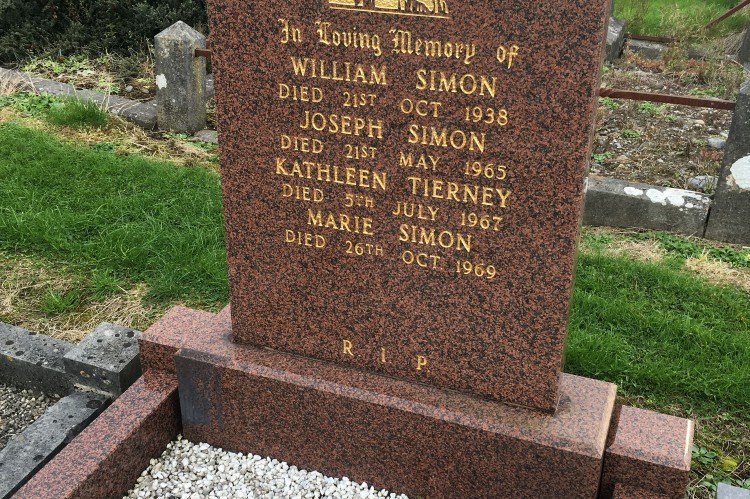 In Loving Memory of
WILLIAM SIMON
DIED 21ST OCT 1938
JOSEPH SIMON
DIED 21ST MAY 1965
KATHLEEN TIERNEY
DIED 5TH JULY 1967
MARIE SIMON
DIED 26TH OCT 1969
R I P